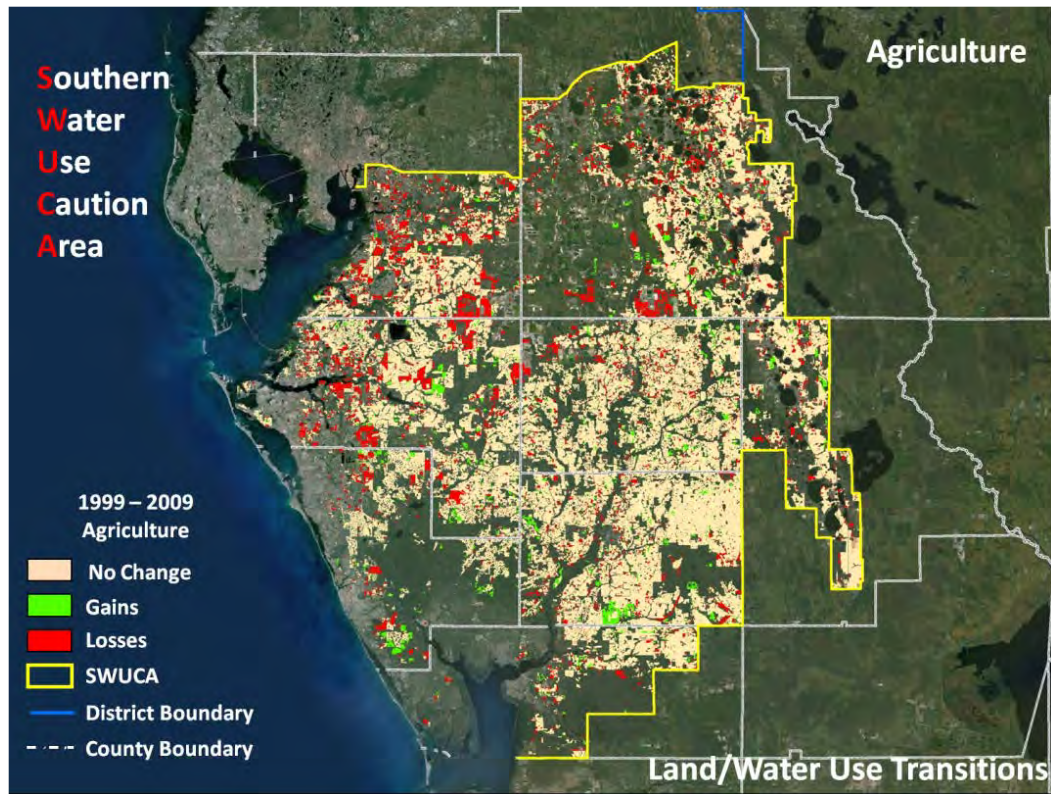 Southern
Water
Use
Caution
Area
Agriculture
1999 – 2009
Agriculture
No Change
Gains
Losses
SWUCA
District Boundary
County Boundary
Land/Water Use Transitions